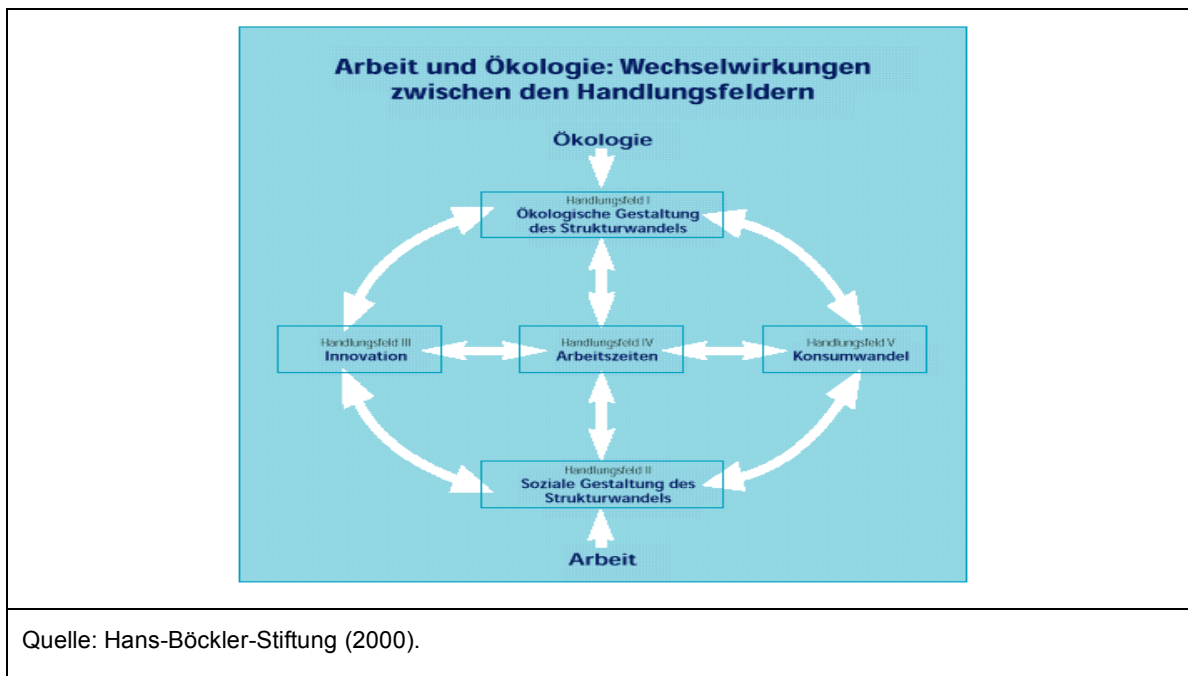 Arbeit und Ökologie: Wechselwirkungen
zwischen den Handlungsfeldern
Ökologie
Handlungsfeld I
Ökologische Gestaltung
des Strukturwandels
Handlungsfeld III
Innovation
Handlungsfeld IV
Arbeitszeiten
Handlungsfeld V
Konsumwandel
Handlungsfeld II
Soziale Gestaltung des
Strukturwandels
Arbeit
Quelle: Hans-Böckler-Stiftung (2000).